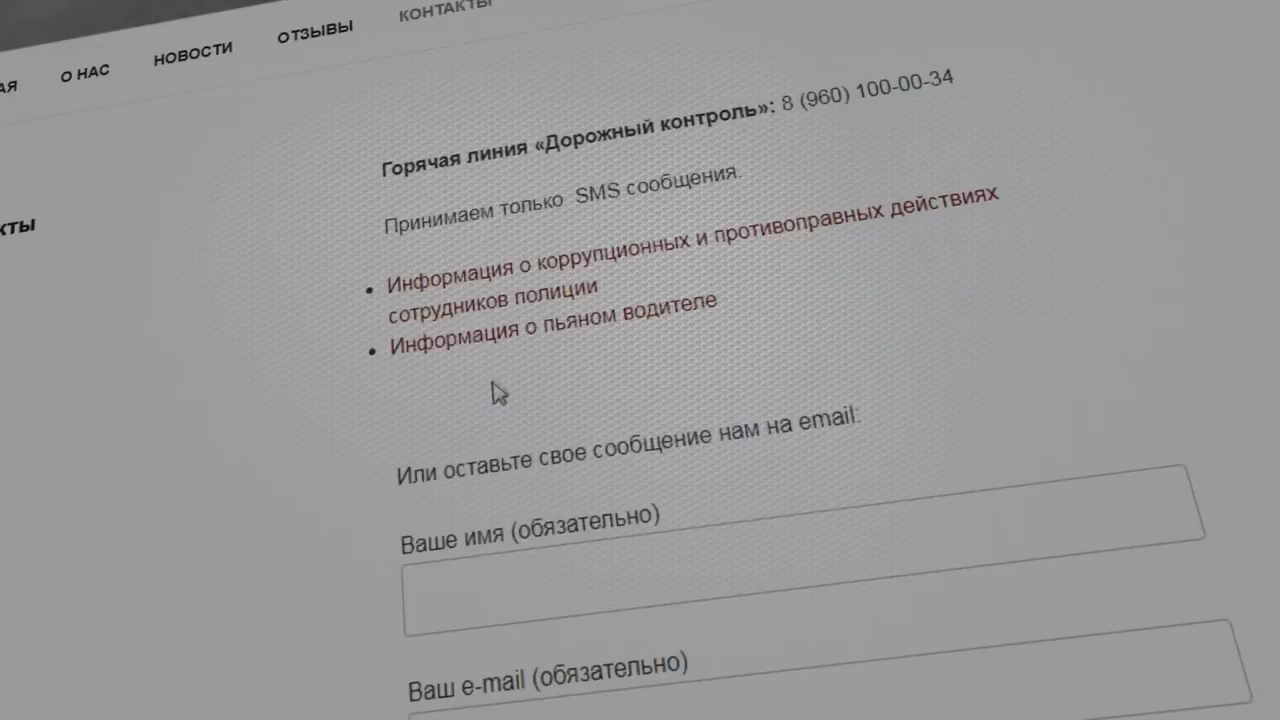 О НАС
НОВОСТИ
ОТЗЫВЫ
КОНТАКТЫ
Горячая линия «Дорожный контроль»: 8 (960) 100-00-34
Принимаем только SMS сообщения.
Информация о коррупционных и противоправных действиях
сотрудников полиции
Информация о пьяном водителе
Или оставьте свое сообщение нам на email:
Ваше имя (обязательно)
Ваш e-mail (обязательно)